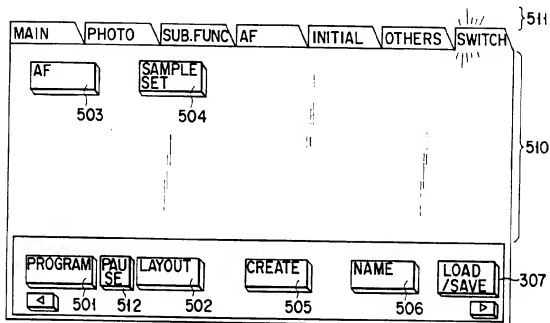 511
MAIN PHOTO SUB.FUNC AF INITIAL OTHERS SWITCH
AF
SAMPLE
SET
503
504
510
PROGRAM PAU
SE LAYOUT CREATE NAME LOAD
/SAVE
307
501 512 502 505 506